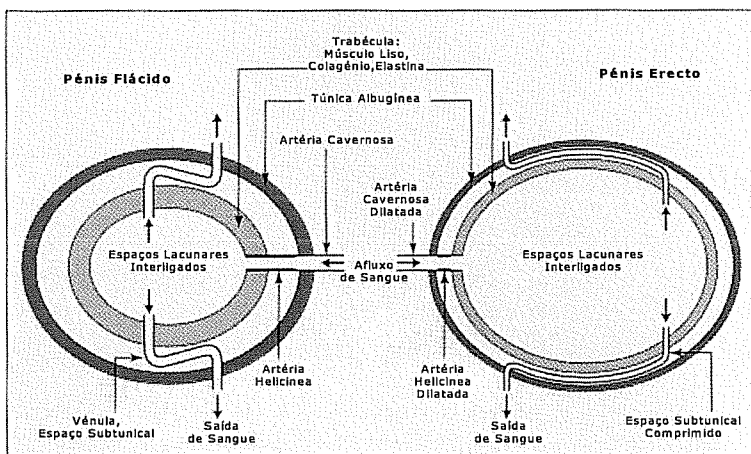 Trabécula:
Músculo Liso,
Colagénio,Elastina
Pénis Flácido
Pénis Erecto
Túnica Albugínea
Artéria Cavernosa
Artéria
Cavernosa
Dilatada
Espaços Lacunares
Interligados
Afluxo
de Sangue
Espaços Lacunares
Interligados
Artéria
Helicinea
Artéria
Helicinea
Dilatada
Vénula,
Espaço Subtunical
Saída
de Sangue
Saída
de Sangue
Espaço Subtunical
Comprimido